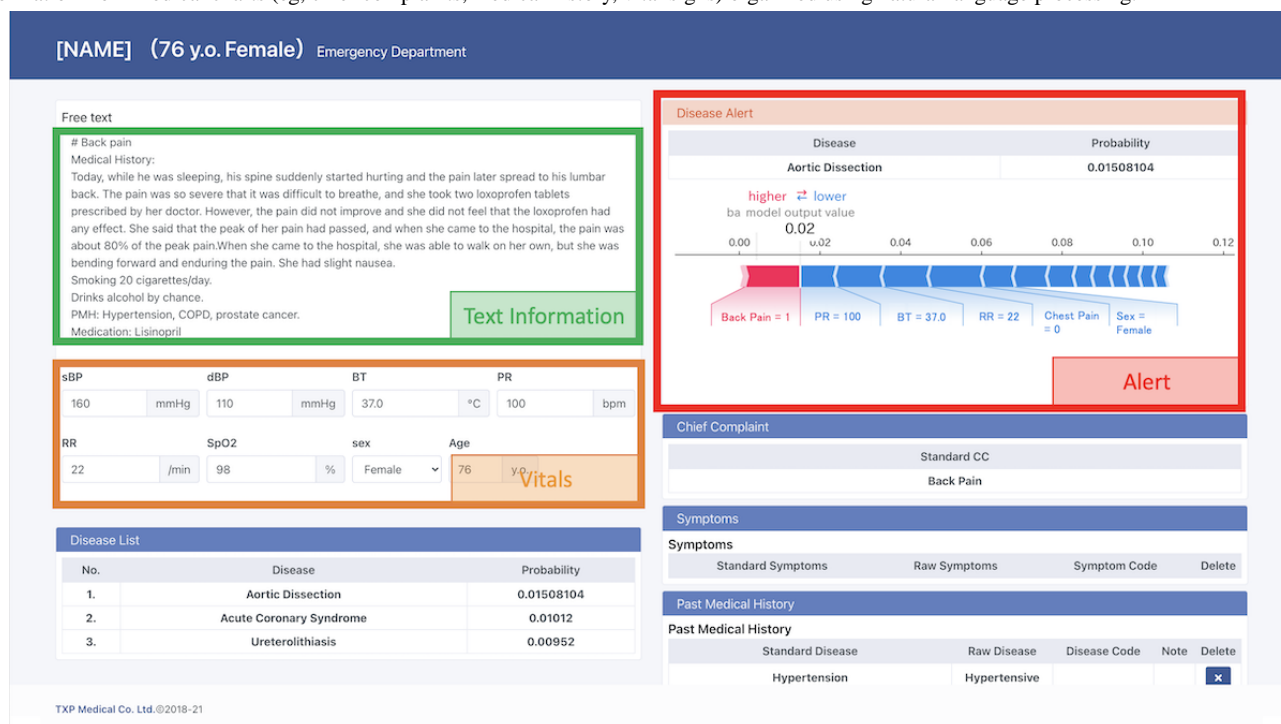 [NAME] (76 y.o. Female) Emergency Department
Free text
# Back pain
Medical History:
Today, while he was sleeping, his spine suddenly started hurting and the pain later spread to his lumbar
back. The pain was so severe that it was difficult to breathe, and she took two loxoprofen tablets
prescribed by her doctor. However, the pain did not improve and she did not feel that the loxoprofen had
any effect. She said that the peak of her pain had passed, and when she came to the hospital, the pain was
about 80% of the peak pain.When she came to the hospital, she was able to walk on her own, but she was
bending forward and enduring the pain. She had slight nausea.
Smoking 20 cigarettes/day.
Drinks alcohol by chance.
PMH: Hypertension, COPD, prostate cancer.
Medication: Lisinopril
Text Information
sBP dBP BT PR
160 mmHg 110 mmHg 37.0 °C 100 bpm
RR SpO2 sex Age
22 /min 98 % Female 76 y.o.
Vitals
Disease List
No. Disease Probability
1. Aortic Dissection 0.01508104
2. Acute Coronary Syndrome 0.01012
3. Ureterolithiasis 0.00952
Disease Alert
Disease Probability
Aortic Dissection 0.01508104
higher ⇄ lower
ba model output value
0.02
0.00 0.02 0.04 0.06 0.08 0.10 0.12
Back Pain = 1 PR = 100 BT = 37.0 RR = 22 Chest Pain Sex =
= 0 Female
Alert
Chief Complaint
Standard CC
Back Pain
Symptoms
Symptoms
Standard Symptoms Raw Symptoms Symptom Code Delete
Past Medical History
Past Medical History
Standard Disease Raw Disease Disease Code Note Delete
Hypertension Hypertensive x
TXP Medical Co. Ltd.©2018-21